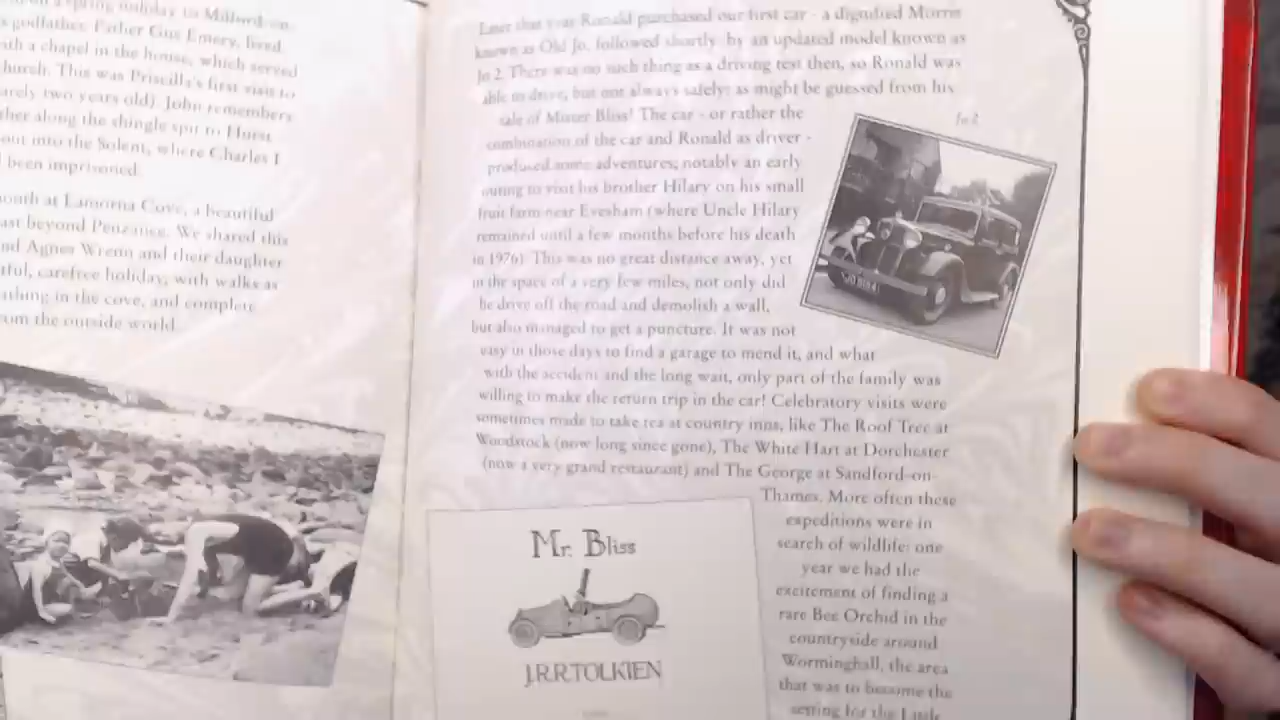 spring holiday to Milford-on-
godfather, Father Gus Emery, lived
a chapel in the house, which served
church. This was Priscilla's first visit to
two years old). John remembers
along the shingle spit to Hurst
out into the Solent, where Charles I
been imprisoned.
at Lamorna Cove, a beautiful
beyond Penzance. We shared this
Agnes Wrenn and their daughter
carefree holiday, with walks as
in the cove, and complete
the outside world.
Later that year Ronald purchased our first car - a dignified Morris
known as Old Jo, followed shortly by an updated model known as
Jo 2. There was no such thing as a driving test then, so Ronald was
able to drive, but not always safely; as might be guessed from his
tale of Mister Bliss! The car - or rather the
combination of the car and Ronald as driver -
produced some adventures; notably an early
outing to visit his brother Hilary on his small
fruit farm near Evesham (where Uncle Hilary
remained until a few months before his death
in 1976). This was no great distance away, yet
in the space of a very few miles, not only did
he drive off the road and demolish a wall,
but also managed to get a puncture. It was not
easy in those days to find a garage to mend it, and what
with the accident and the long wait, only part of the family was
willing to make the return trip in the car! Celebratory visits were
sometimes made to take tea at country inns, like The Roof Tree at
Woodstock (now long since gone), The White Hart at Dorchester
(now a very grand restaurant) and The George at Sandford-on-
Thames. More often these
expeditions were in
search of wildlife: one
year we had the
excitement of finding a
rare Bee Orchid in the
countryside around
Worminghall, the area
that was to become the
setting for the
Jo 2
Mr. Bliss
J.R.R.TOLKIEN